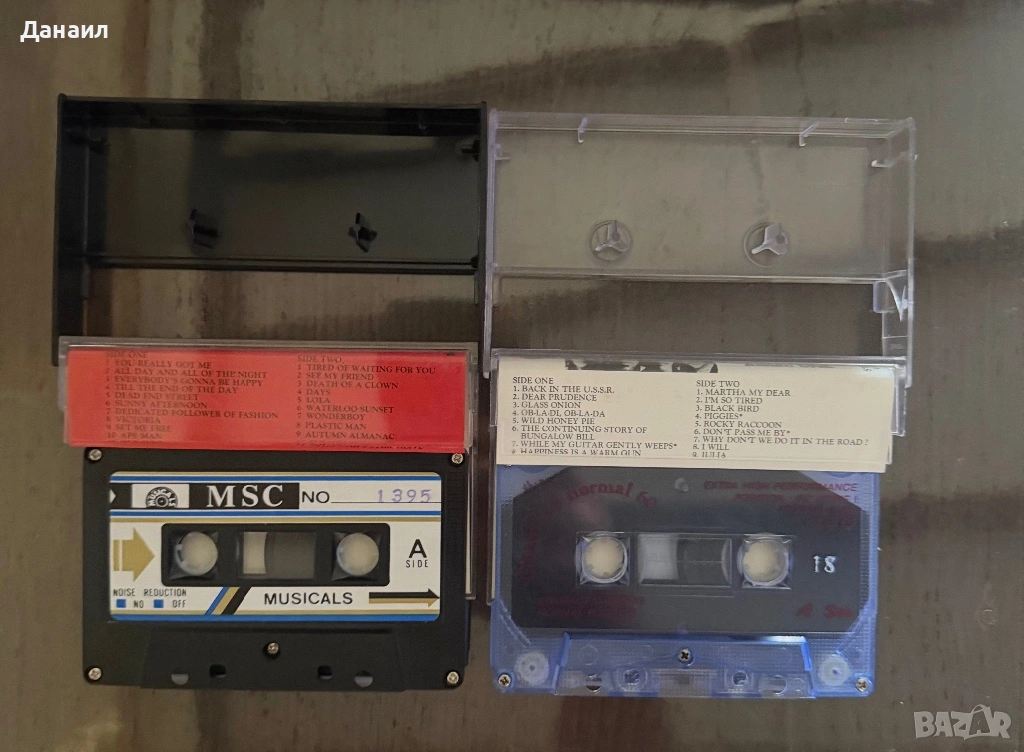 Данаил
SIDE ONE
1 YOU REALLY GOT ME
2 ALL DAY AND ALL OF THE NIGHT
3 EVERYBODY'S GONNA BE HAPPY
4 TILL THE END OF THE DAY
5 DEAD END STREET
6 SUNNY AFTERNOON
7 DEDICATED FOLLOWER OF FASHION
8 VICTORIA
9 SET ME FREE
10 APE MAN
SIDE TWO
1 TIRED OF WAITING FOR YOU
2 SEE MY FRIEND
3 DEATH OF A CLOWN
4 DAYS
5 LOLA
6 WATERLOO SUNSET
7 WONDERBOY
8 PLASTIC MAN
9 AUTUMN ALMANAC
SIDE ONE
1. BACK IN THE U.S.S.R.
2. DEAR PRUDENCE
3. GLASS ONION
4. OB-LA-DI, OB-LA-DA
5. WILD HONEY PIE
6. THE CONTINUING STORY OF
BUNGALOW BILL
7. WHILE MY GUITAR GENTLY WEEPS*
8. HAPPINESS IS A WARM GUN
SIDE TWO
1. MARTHA MY DEAR
2. I'M SO TIRED
3. BLACK BIRD
4. PIGGIES*
5. ROCKY RACCOON
6. DON'T PASS ME BY*
7. WHY DON'T WE DO IT IN THE ROAD?
8. I WILL
9. JULIA
MUSICALS
MSC NO 1395
A
SIDE
NOISE REDUCTION
NO OFF
MUSICALS
normal 60
EXTRA HIGH PERFORMANCE
18
BAZAR